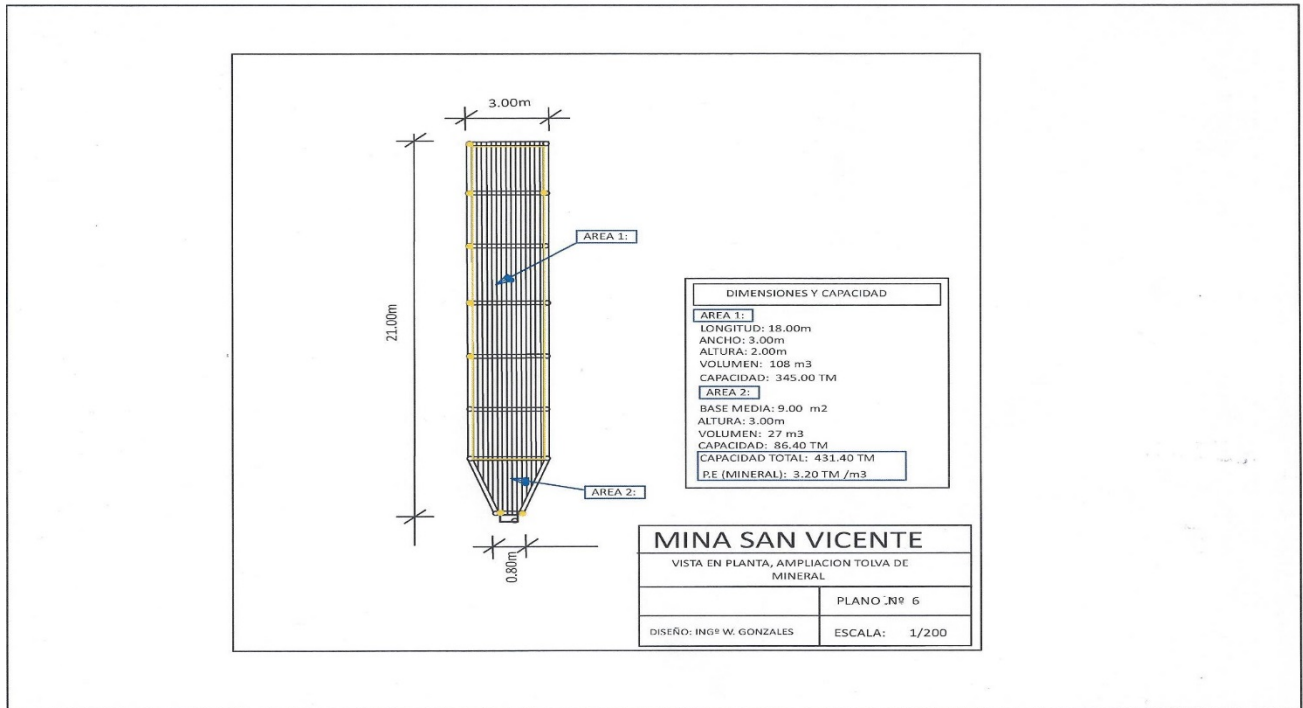 3.00m
AREA 1:
21.00m
AREA 2:
0.80m
DIMENSIONES Y CAPACIDAD
AREA 1:
LONGITUD: 18.00m
ANCHO: 3.00m
ALTURA: 2.00m
VOLUMEN: 108 m3
CAPACIDAD: 345.00 TM
AREA 2:
BASE MEDIA: 9.00 m2
ALTURA: 3.00m
VOLUMEN: 27 m3
CAPACIDAD: 86.40 TM
CAPACIDAD TOTAL: 431.40 TM
P.E (MINERAL): 3.20 TM /m3
MINA SAN VICENTE
VISTA EN PLANTA, AMPLIACION TOLVA DE
MINERAL
PLANO Nº 6
DISEÑO: INGº W. GONZALES
ESCALA: 1/200